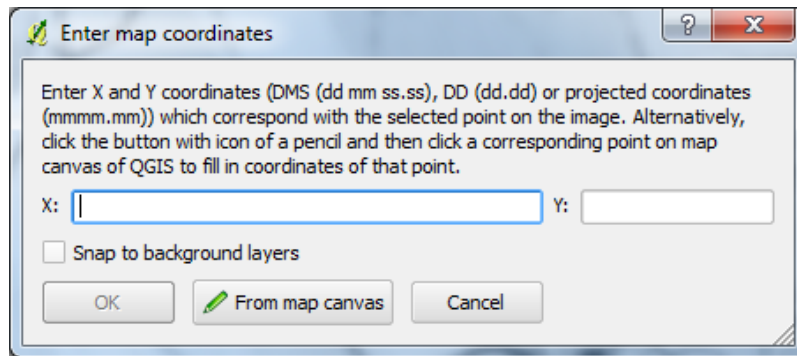 Enter map coordinates
Enter X and Y coordinates (DMS (dd mm ss.ss), DD (dd.dd) or projected coordinates
(mmmm.mm)) which correspond with the selected point on the image. Alternatively,
click the button with icon of a pencil and then click a corresponding point on map
canvas of QGIS to fill in coordinates of that point.
X: Y:
Snap to background layers
OK From map canvas Cancel